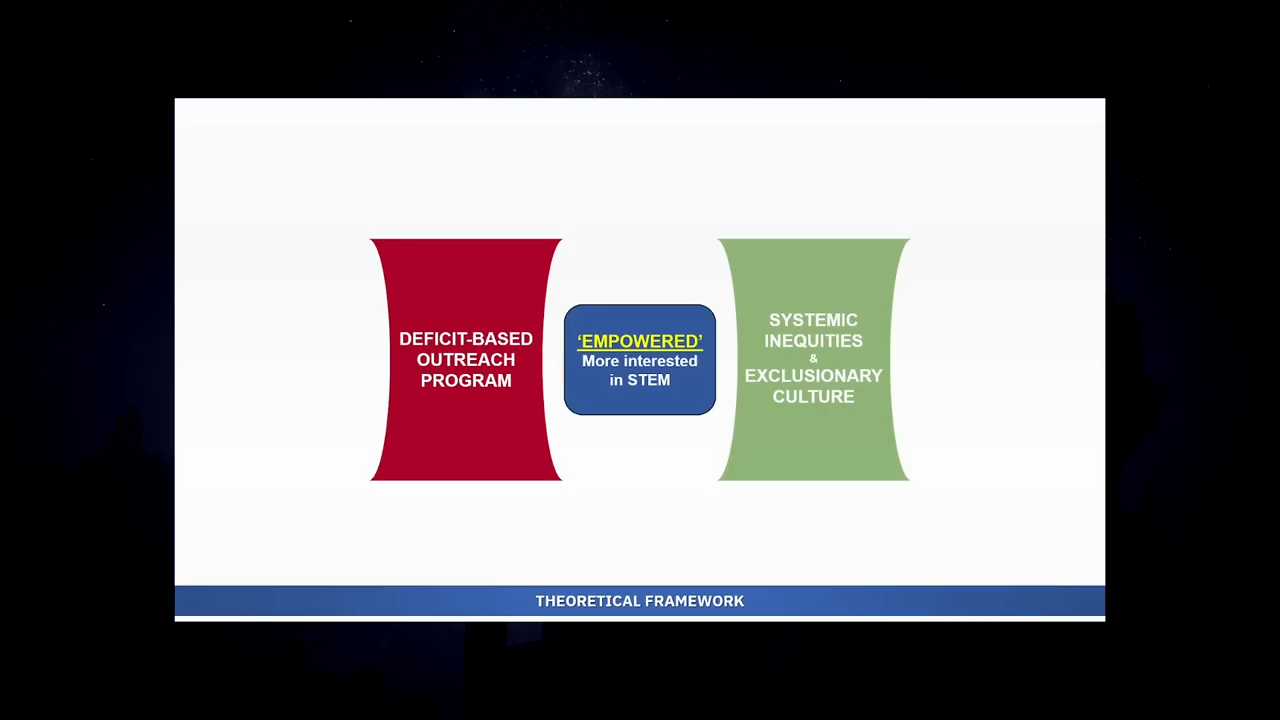 DEFICIT-BASED
OUTREACH
PROGRAM
‘EMPOWERED’
More interested
in STEM
SYSTEMIC
INEQUITIES
&
EXCLUSIONARY
CULTURE
THEORETICAL FRAMEWORK